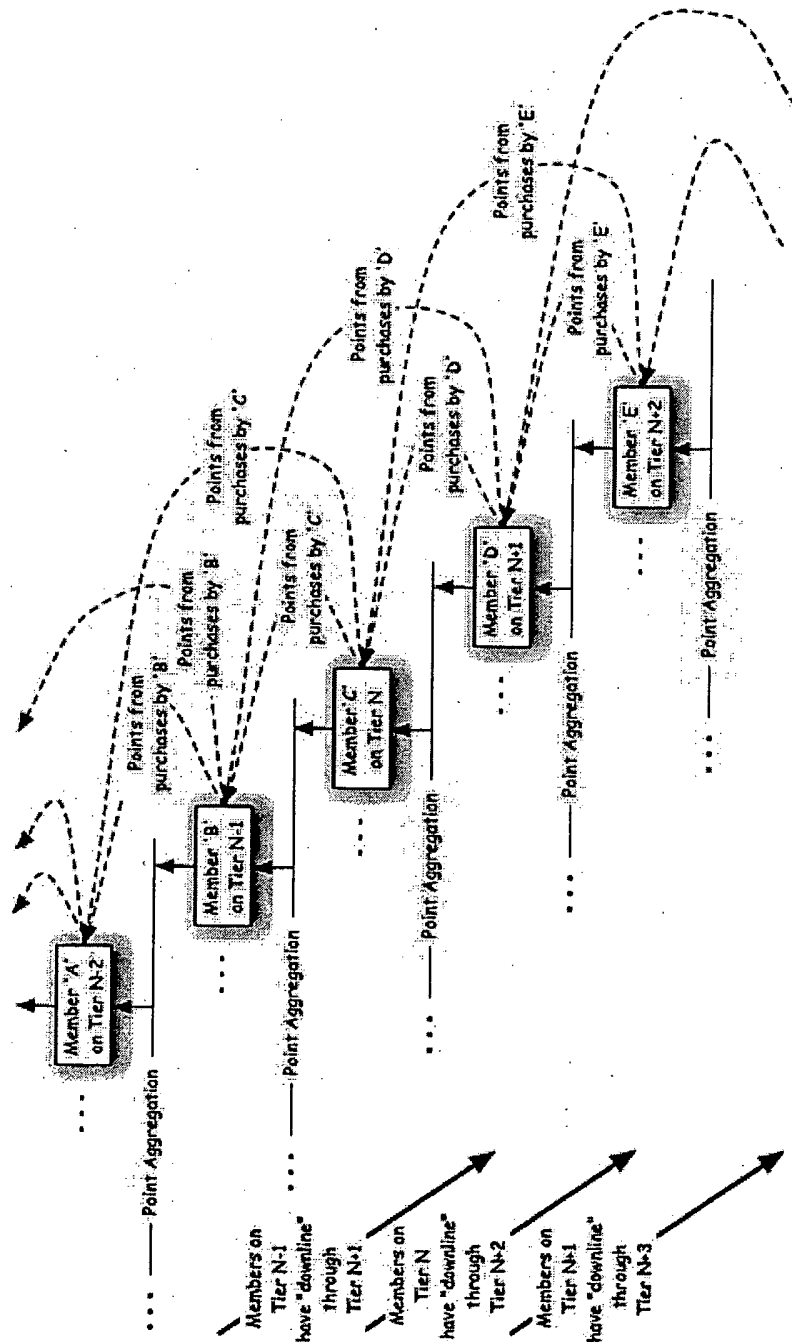 Member 'A'
on Tier N-2
. . .
Point Aggregation
. . .
Points from
purchases by 'B'
Points from
purchases by 'B'
Member 'B'
on Tier N-1
. . .
Point Aggregation
. . .
Points from
purchases by 'C'
Points from
purchases by 'C'
Member 'C'
on Tier N
. . .
Point Aggregation
. . .
Points from
purchases by 'D'
Points from
purchases by 'D'
Member 'D'
on Tier N+1
. . .
Point Aggregation
. . .
Points from
purchases by 'E'
Points from
purchases by 'E'
Member 'E'
on Tier N+2
. . .
Point Aggregation
. . .
Members on
Tier N-1
have "downline"
through
Tier N+1
Members on
Tier N
have "downline"
through
Tier N+2
Members on
Tier N+1
have "downline"
through
Tier N+3